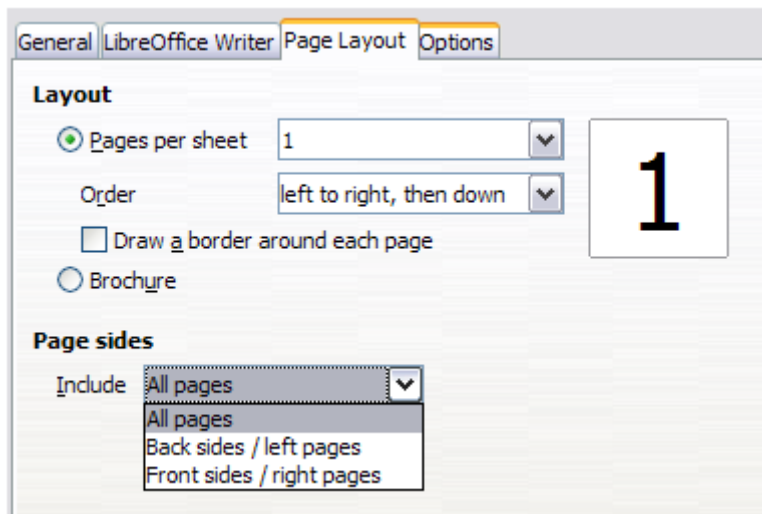 General LibreOffice Writer Page Layout Options
Layout
Pages per sheet 1
1
Order left to right, then down
Draw a border around each page
Brochure
Page sides
Include All pages
All pages
Back sides / left pages
Front sides / right pages